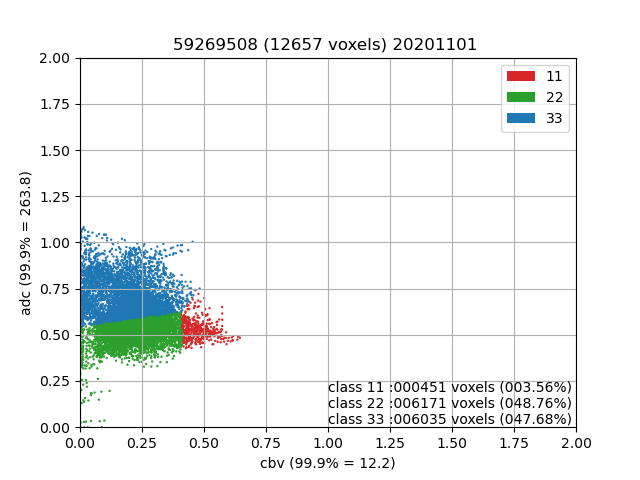 59269508 (12657 voxels) 20201101
2.00
1.75
1.50
1.25
1.00
0.75
0.50
0.25
0.00
adc (99.9% = 263.8)
11
22
33
class 11 :000451 voxels (003.56%)
class 22 :006171 voxels (048.76%)
class 33 :006035 voxels (047.68%)
0.00 0.25 0.50 0.75 1.00 1.25 1.50 1.75 2.00
cbv (99.9% = 12.2)